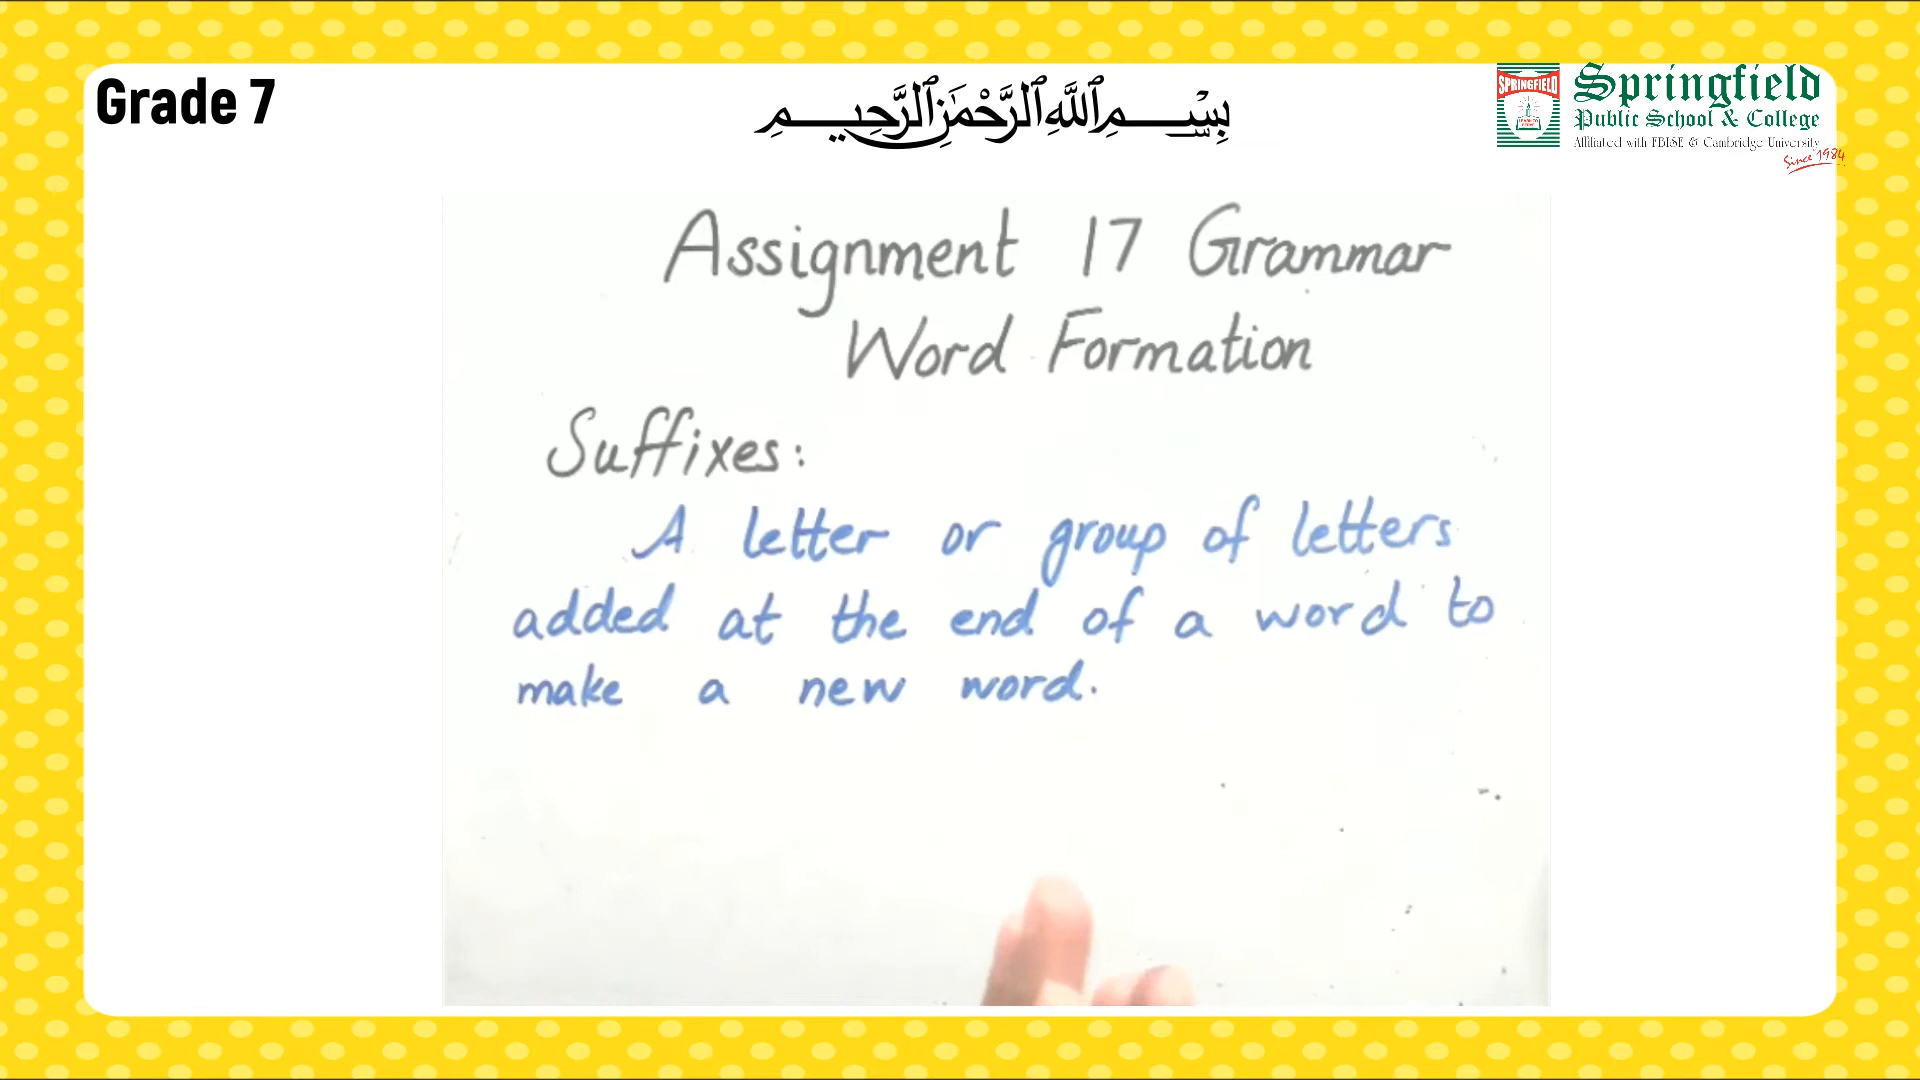 Grade 7
بِسْمِ ٱللَّهِ ٱلرَّحْمَٰنِ ٱلرَّحِيمِ
SPRINGFIELD
Springfield
Public School & College
Affiliated with FBISE & Cambridge University
Since 1984
Assignment 17 Grammar
Word Formation
Suffixes:
A letter or group of letters
added at the end of a word to
make a new word.